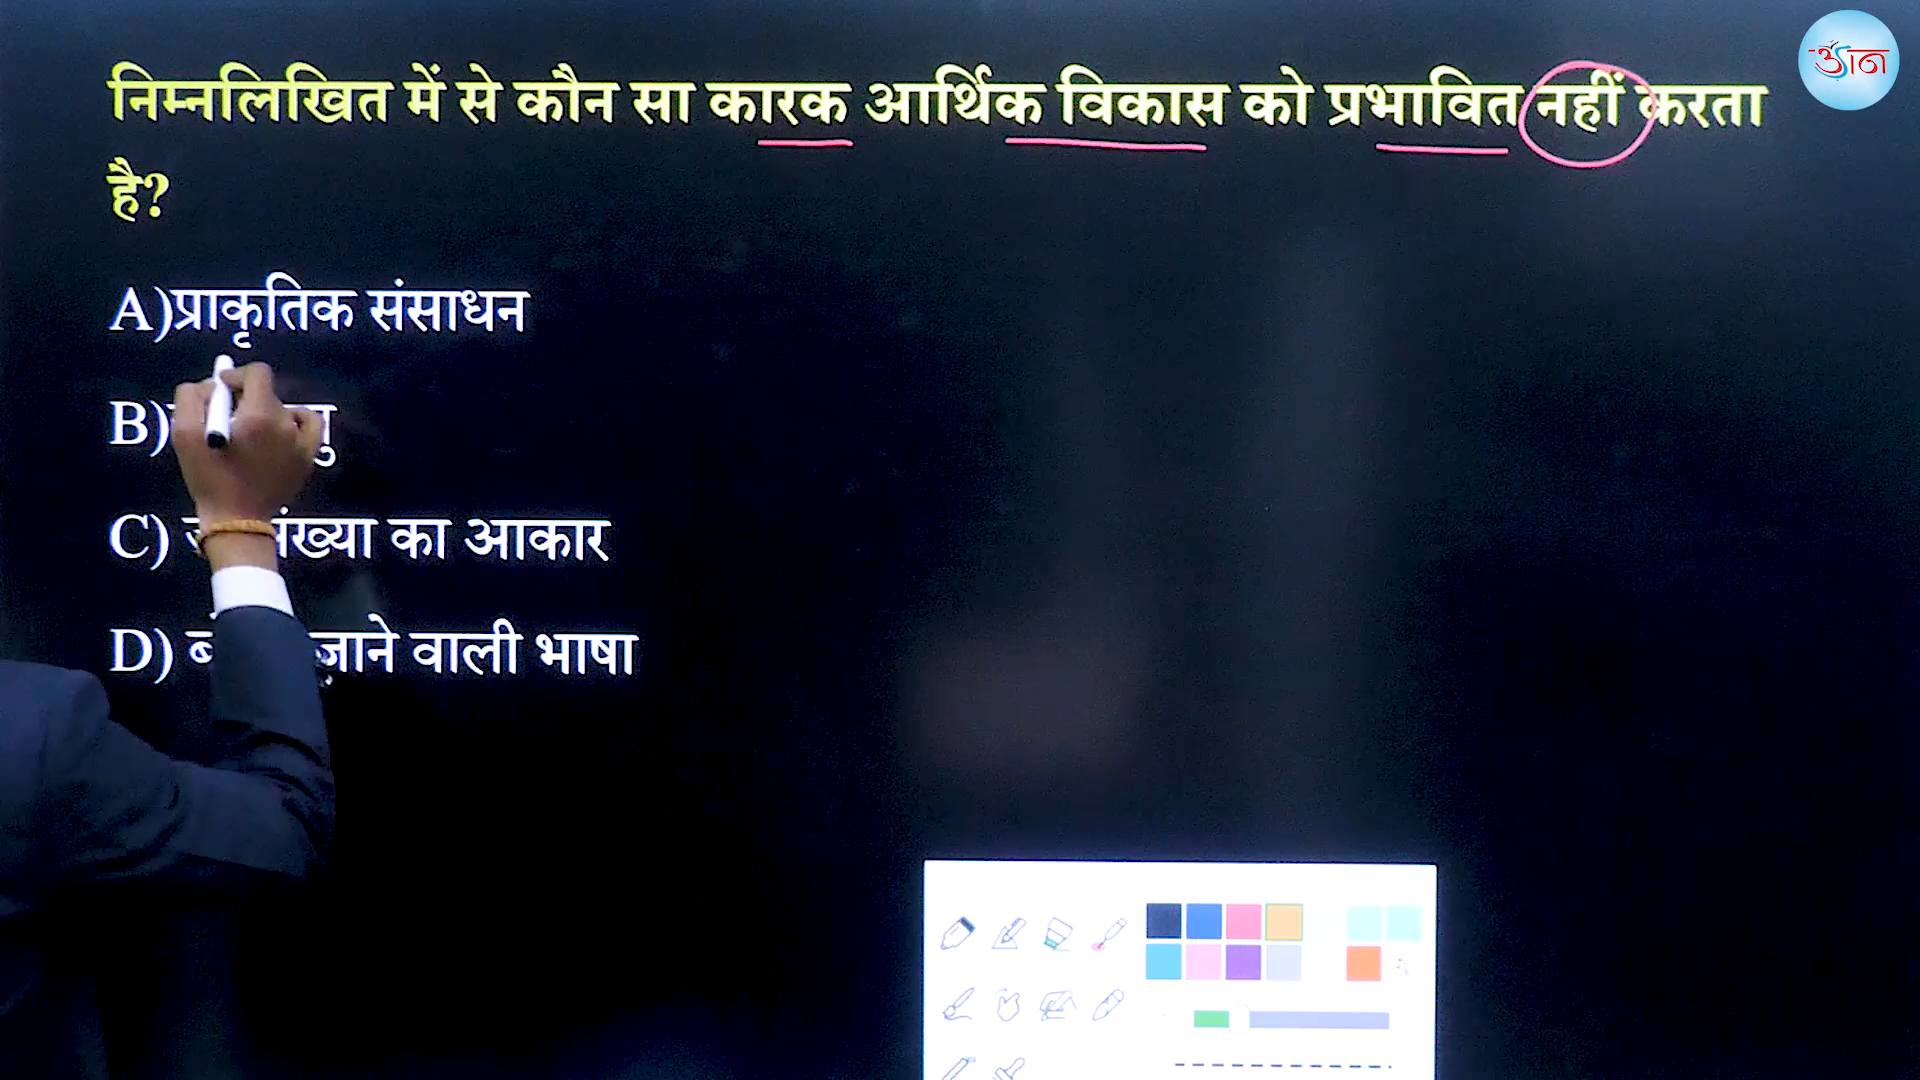 निम्नलिखित में से कौन सा कारक आर्थिक विकास को प्रभावित नहीं करता
है?
A)प्राकृतिक संसाधन
B)
C) का आकार
D) जाने वाली भाषा